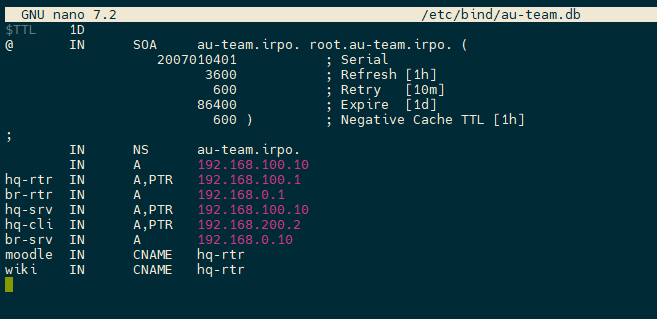 GNU nano 7.2 /etc/bind/au-team.db
$TTL 1D
@ IN SOA au-team.irpo. root.au-team.irpo. (
2007010401 ; Serial
3600 ; Refresh [1h]
600 ; Retry [10m]
86400 ; Expire [1d]
600 ) ; Negative Cache TTL [1h]
;
IN NS au-team.irpo.
IN A 192.168.100.10
hq-rtr IN A,PTR 192.168.100.1
br-rtr IN A 192.168.0.1
hq-srv IN A,PTR 192.168.100.10
hq-cli IN A,PTR 192.168.200.2
br-srv IN A 192.168.0.10
moodle IN CNAME hq-rtr
wiki IN CNAME hq-rtr